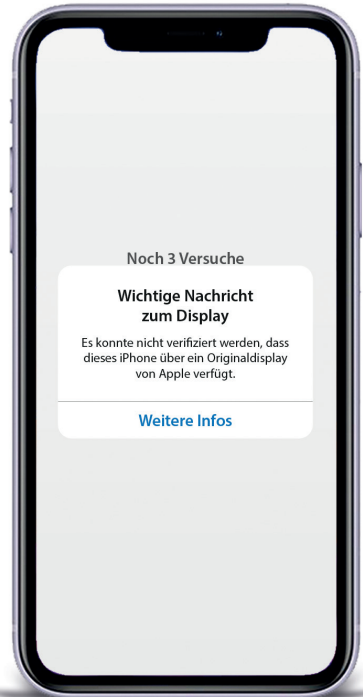 Noch 3 Versuche
Wichtige Nachricht
zum Display
Es konnte nicht verifiziert werden, dass
dieses iPhone über ein Originaldisplay
von Apple verfügt.
Weitere Infos